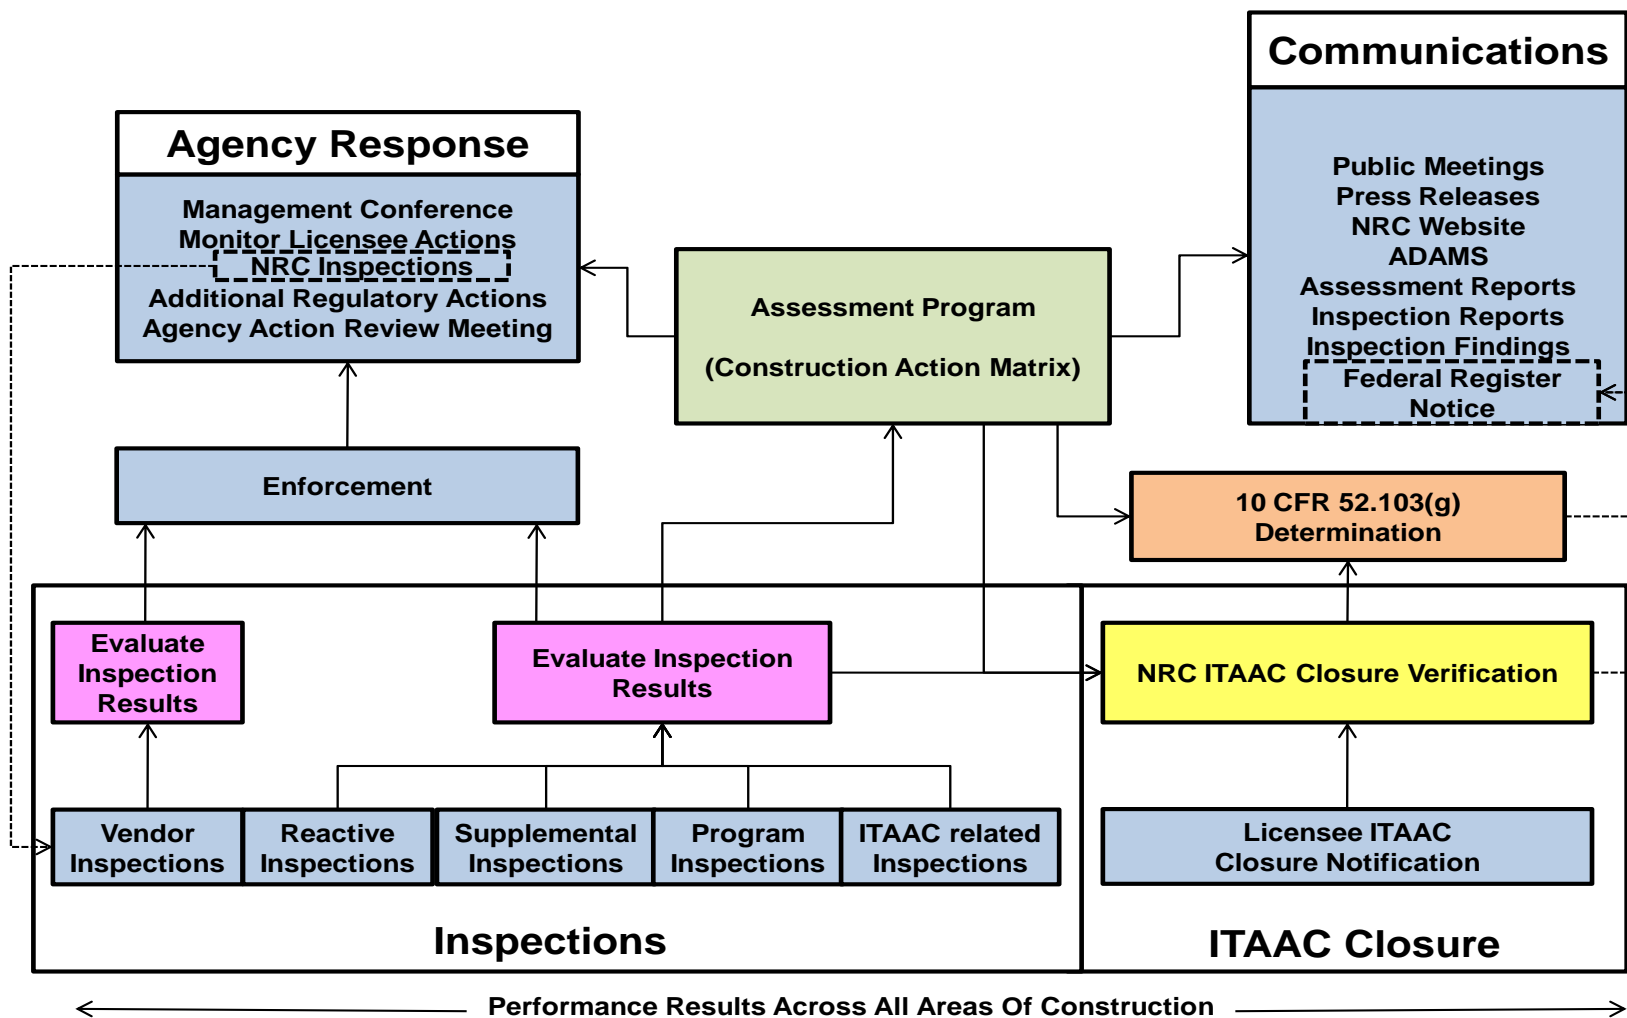 Communications
Public Meetings
Press Releases
NRC Website
ADAMS
Assessment Reports
Inspection Reports
Inspection Findings
Federal Register
Notice
Agency Response
Management Conference
Monitor Licensee Actions
NRC Inspections
Additional Regulatory Actions
Agency Action Review Meeting
Assessment Program
(Construction Action Matrix)
Enforcement
10 CFR 52.103(g)
Determination
Evaluate
Inspection
Results
Evaluate Inspection
Results
NRC ITAAC Closure Verification
Vendor
Inspections
Reactive
Inspections
Supplemental
Inspections
Program
Inspections
ITAAC related
Inspections
Licensee ITAAC
Closure Notification
Inspections
ITAAC Closure
Performance Results Across All Areas Of Construction